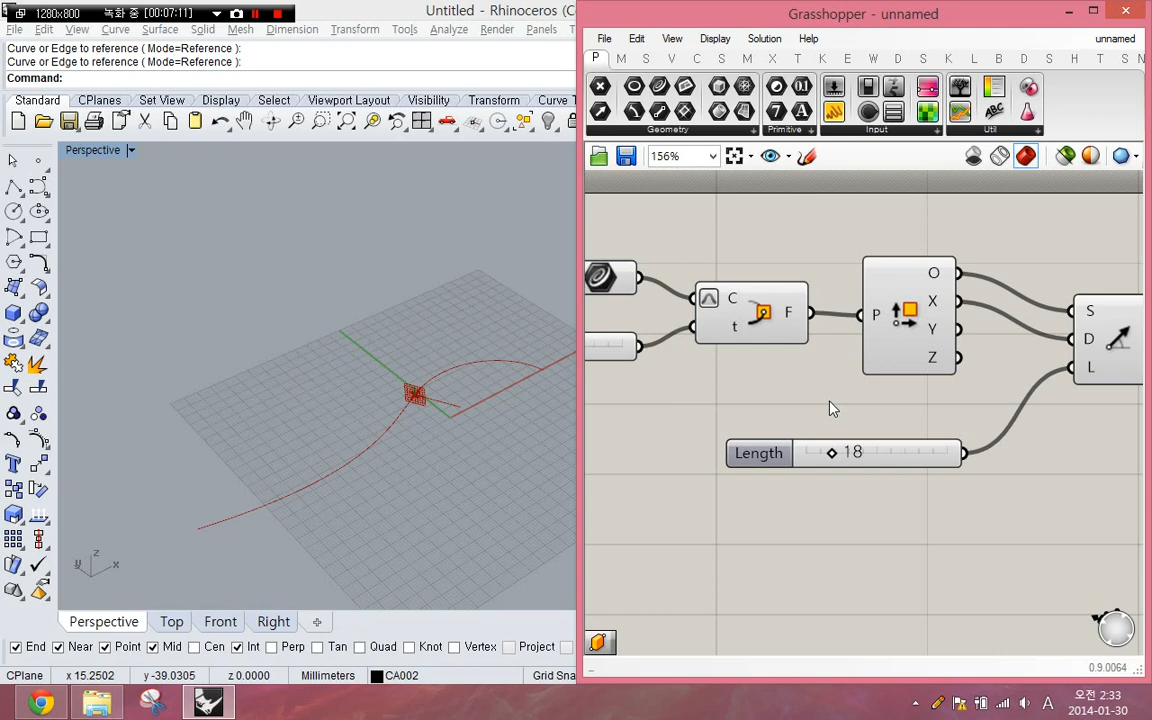 1280x800
녹화 중 [00:07:11]
Untitled - Rhinoceros (C
File Edit View Curve Surface Solid Mesh Dimension Transform Tools Analyze Render Panels
Curve or Edge to reference ( Mode=Reference ):
Curve or Edge to reference ( Mode=Reference ):
Command:
Standard CPlanes Set View Display Select Viewport Layout Visibility Transform Curve T
Perspective
z
y x
Perspective Top Front Right
End Near Point Mid Cen Int Perp Tan Quad Knot Vertex Project
CPlane x 15.2502 y -39.0305 z 0.0000 Millimeters CA002 Grid Sna
Grasshopper - unnamed
File Edit View Display Solution Help unnamed
P M S V C S M X T A K H W L A B D E H T S
Geometry Primitive Input Util
156%
C
t
F
P
O
X
Y
Z
S
D
L
Length 18
0.9.0064
A
오전 2:33
2014-01-30